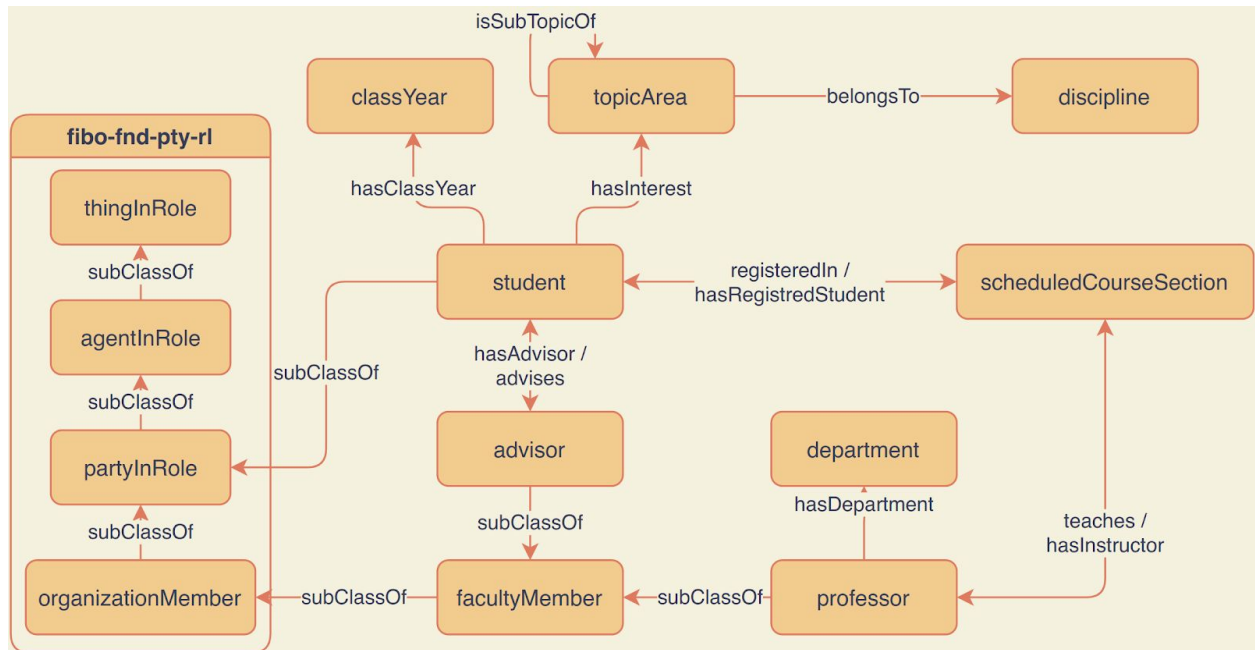 isSubTopicOf
classYear
topicArea
belongsTo
discipline
fibo-fnd-pty-rl
thingInRole
hasClassYear
hasInterest
subClassOf
student
registeredIn /
hasRegistredStudent
scheduledCourseSection
agentInRole
subClassOf
hasAdvisor /
advises
subClassOf
partyInRole
advisor
department
subClassOf
subClassOf
hasDepartment
teaches /
hasInstructor
organizationMember
subClassOf
facultyMember
subClassOf
professor